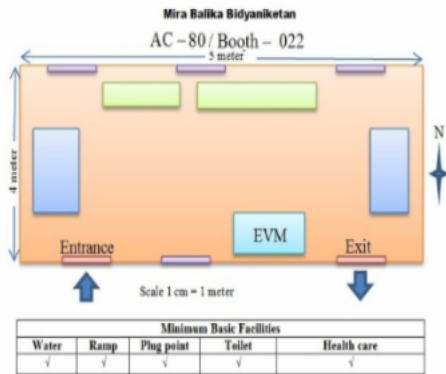 Mira Balika Bidyaniketan
AC – 80 / Booth – 022
5 meter
4 meter
N
EVM
Entrance
Exit
Scale 1 cm = 1 meter
Minimum Basic Facilities
Water Ramp Plug point Toilet Health care
√ √ √ √ √